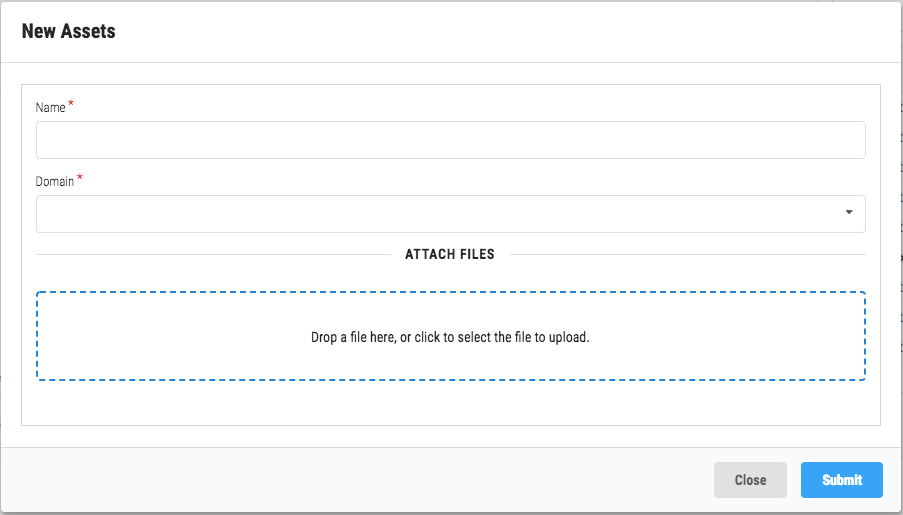 New Assets
Name *
Domain *
ATTACH FILES
Drop a file here, or click to select the file to upload.
Close
Submit